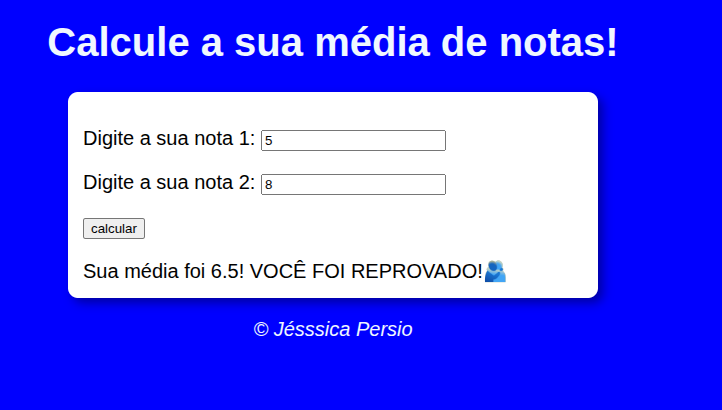 Calcule a sua média de notas!
Digite a sua nota 1: 5
Digite a sua nota 2: 8
calcular
Sua média foi 6.5! VOCÊ FOI REPROVADO!🫂
© Jésssica Persio